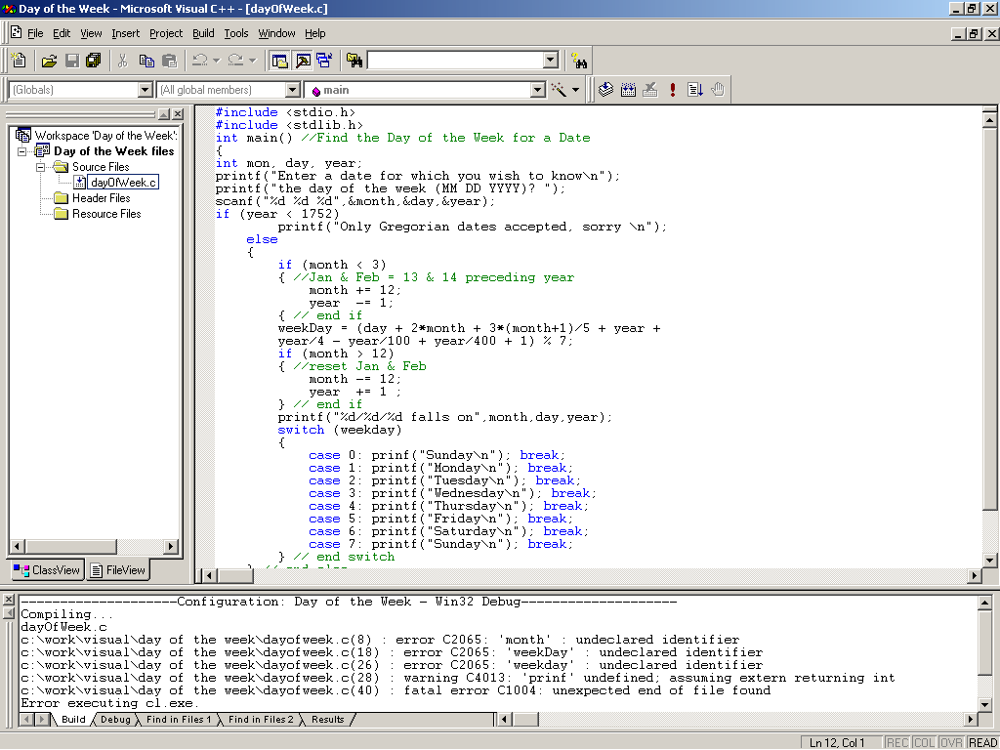 Day of the Week - Microsoft Visual C++ - [dayOfWeek.c]
File Edit View Insert Project Build Tools Window Help
(Globals) (All global members) main
Workspace 'Day of the Week':
Day of the Week files
Source Files
dayOfWeek.c
Header Files
Resource Files
ClassView FileView
#include <stdio.h>
#include <stdlib.h>
int main() //Find the Day of the Week for a Date
{
int mon, day, year;
printf("Enter a date for which you wish to know\n");
printf("the day of the week (MM DD YYYY)? ");
scanf("%d %d %d",&month,&day,&year);
if (year < 1752)
printf("Only Gregorian dates accepted, sorry \n");
else
{
if (month < 3)
{ //Jan & Feb = 13 & 14 preceding year
month += 12;
year -= 1;
{ // end if
weekDay = (day + 2*month + 3*(month+1)/5 + year +
year/4 - year/100 + year/400 + 1) % 7;
if (month > 12)
{ //reset Jan & Feb
month -= 12;
year += 1 ;
} // end if
printf("%d/%d/%d falls on",month,day,year);
switch (weekday)
{
case 0: prinf("Sunday\n"); break;
case 1: printf("Monday\n"); break;
case 2: printf("Tuesday\n"); break;
case 3: printf("Wednesday\n"); break;
case 4: printf("Thursday\n"); break;
case 5: printf("Friday\n"); break;
case 6: printf("Saturday\n"); break;
case 7: printf("Sunday\n"); break;
} // end switch
} // end else
--------------------Configuration: Day of the Week - Win32 Debug--------------------
Compiling...
dayOfWeek.c
c:\work\visual\day of the week\dayofweek.c(8) : error C2065: 'month' : undeclared identifier
c:\work\visual\day of the week\dayofweek.c(18) : error C2065: 'weekDay' : undeclared identifier
c:\work\visual\day of the week\dayofweek.c(26) : error C2065: 'weekday' : undeclared identifier
c:\work\visual\day of the week\dayofweek.c(28) : warning C4013: 'prinf' undefined; assuming extern returning int
c:\work\visual\day of the week\dayofweek.c(40) : fatal error C1004: unexpected end of file found
Error executing cl.exe.
Build Debug Find in Files 1 Find in Files 2 Results
Ln 12, Col 1 REC COL OVR READ